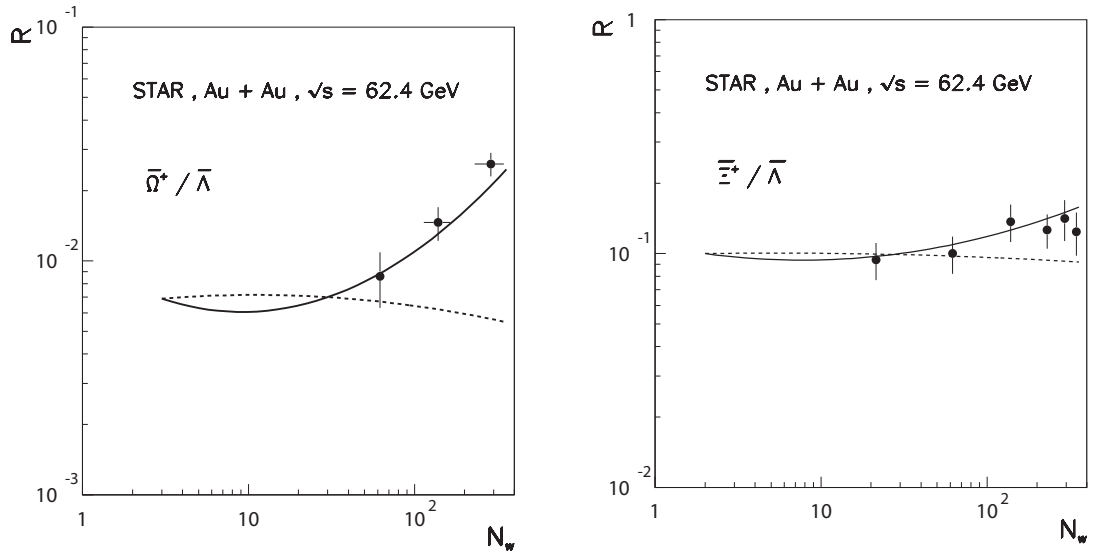 R
10⁻¹
STAR , Au + Au , √s = 62.4 GeV
Ω̅⁺ / Λ̅
10⁻²
10⁻³
1 10 10²
N_w
R
1
STAR , Au + Au , √s = 62.4 GeV
Ξ̅⁺ / Λ̅
10⁻¹
10⁻²
1 10 10²
N_w